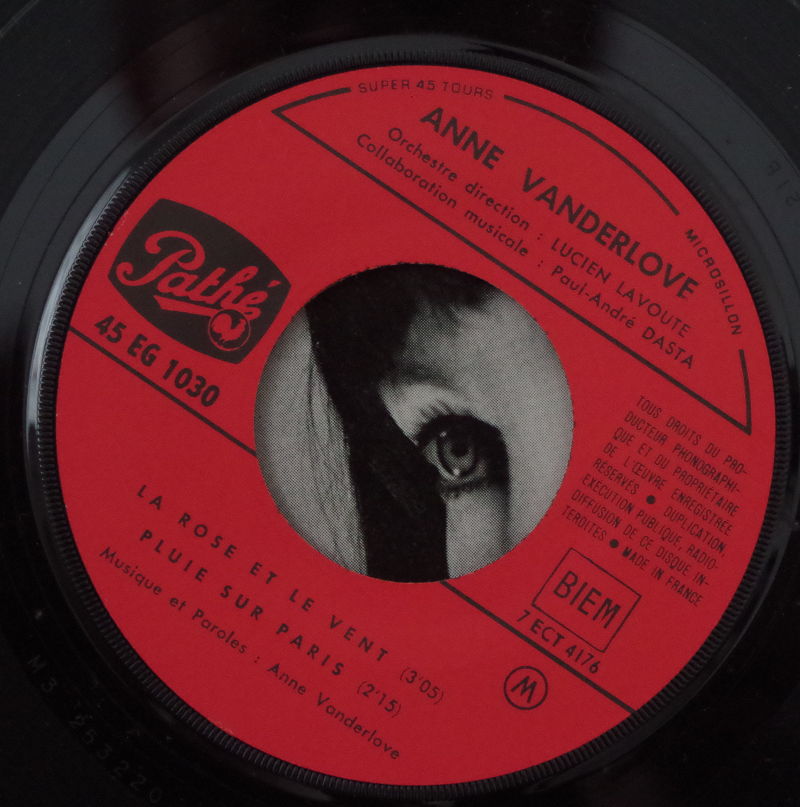 SUPER 45 TOURS
MICROSILLON
ANNE VANDERLOVE
Orchestre direction : LUCIEN LAVOUTE
Collaboration musicale : Paul-André DASTA
Pathé
45 EG 1030
TOUS DROITS DU PRO-
DUCTEUR PHONOGRAPHI-
QUE ET DU PROPRIÉTAIRE
DE L'ŒUVRE ENREGISTRÉE
RÉSERVÉS ● DUPLICATION,
EXÉCUTION PUBLIQUE, RADIO-
DIFFUSION DE CE DISQUE IN-
TERDITES ● MADE IN FRANCE
BIEM
7 ECT 4176
M
LA ROSE ET LE VENT (3'05)
PLUIE SUR PARIS (2'15)
Musique et Paroles : Anne Vanderlove
M3 253220